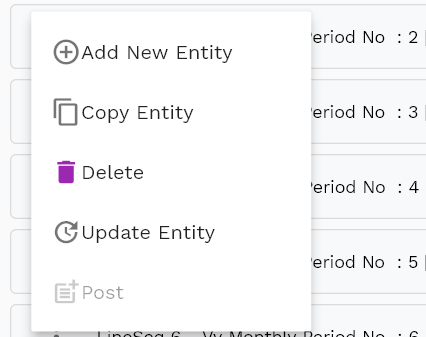 Add New Entity
Copy Entity
Delete
Update Entity
Post
Period No : 2
Period No : 3
Period No : 4
Period No : 5
LineSeq 6 Vv Monthly Period No : 6